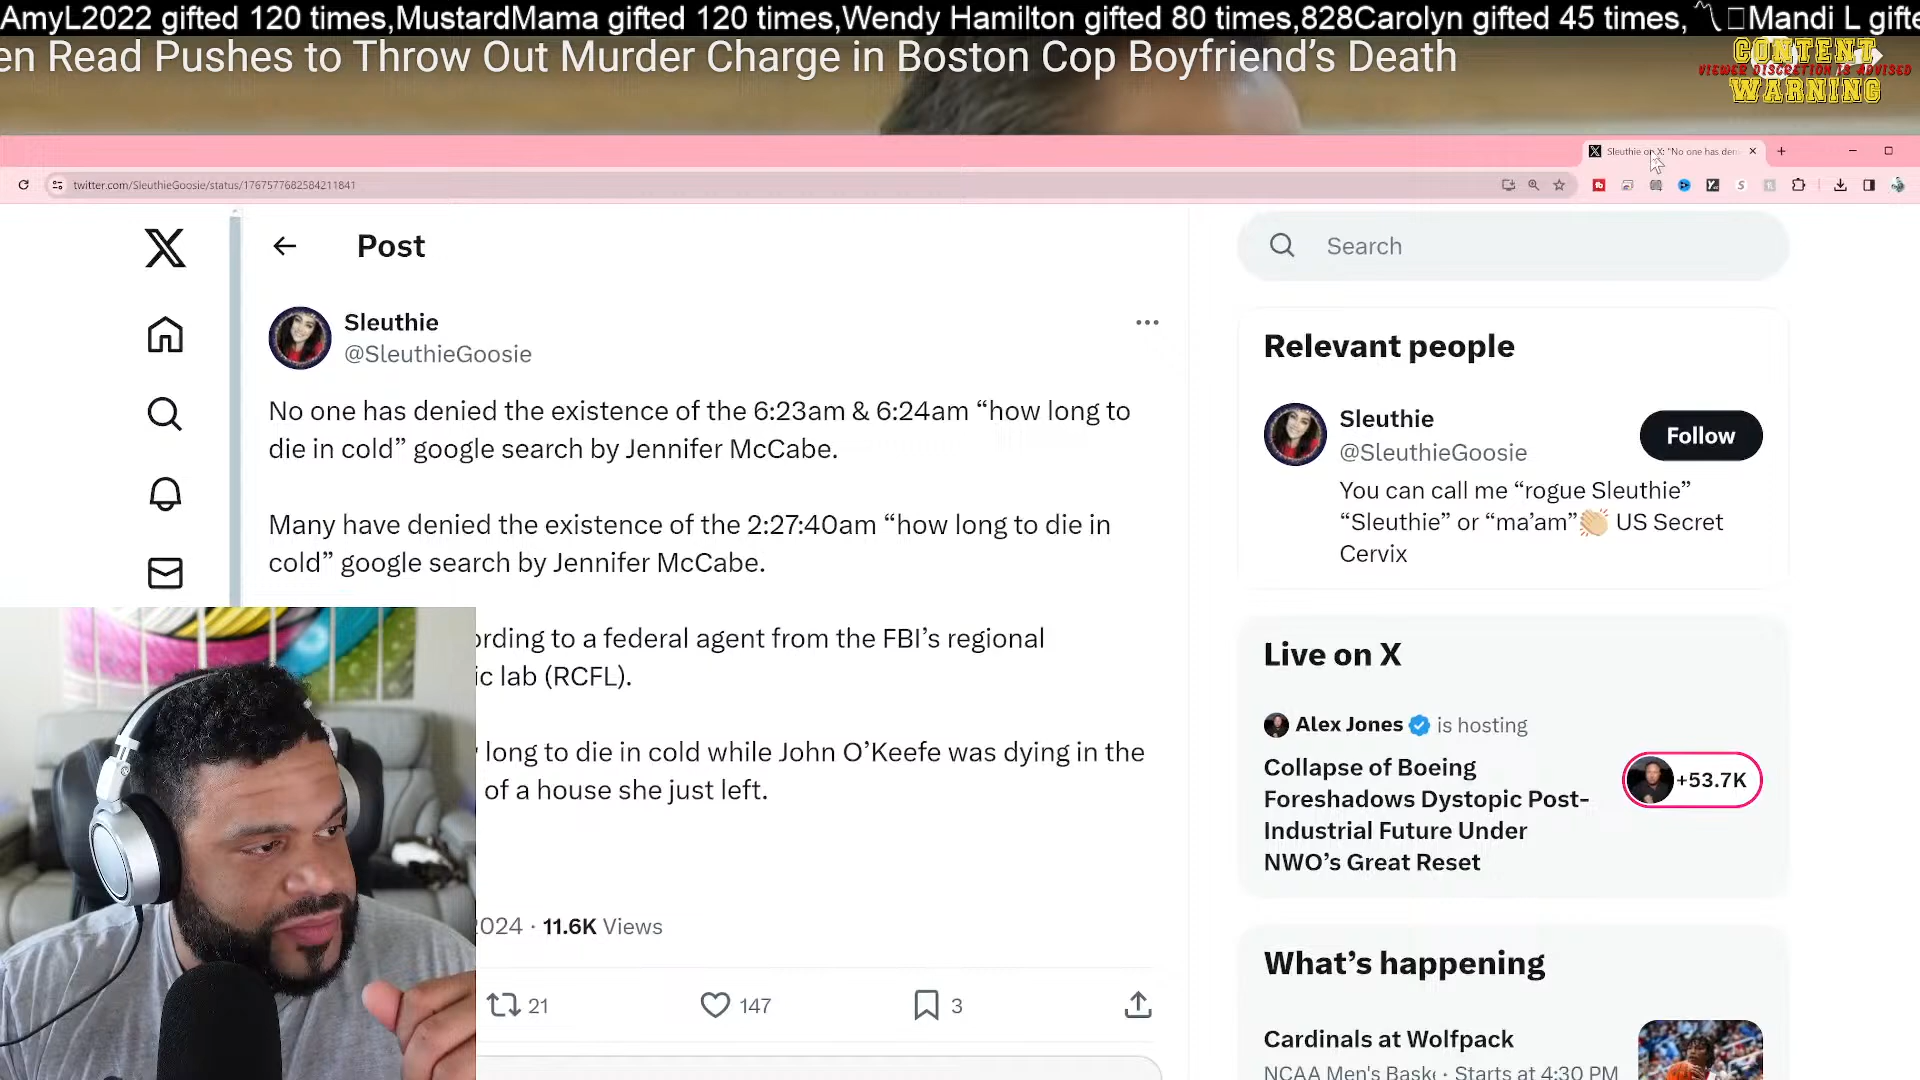 AmyL2022 gifted 120 times,MustardMama gifted 120 times,Wendy Hamilton gifted 80 times,828Carolyn gifted 45 times, Mandi L gifte
en Read Pushes to Throw Out Murder Charge in Boston Cop Boyfriend's Death
CONTENT
VIEWER DISCRETION IS ADVISED
WARNING
Sleuthie on X: "No one has den
twitter.com/SleuthieGoosie/status/1767577682584211841
Post
Search
Sleuthie
@SleuthieGoosie
No one has denied the existence of the 6:23am & 6:24am “how long to
die in cold” google search by Jennifer McCabe.
Many have denied the existence of the 2:27:40am “how long to die in
cold” google search by Jennifer McCabe.
ording to a federal agent from the FBI’s regional
ic lab (RCFL).
long to die in cold while John O’Keefe was dying in the
of a house she just left.
2024 · 11.6K Views
21
147
3
Relevant people
Sleuthie
@SleuthieGoosie
Follow
You can call me “rogue Sleuthie”
“Sleuthie” or “ma’am”👏🏼 US Secret
Cervix
Live on X
Alex Jones is hosting
Collapse of Boeing
Foreshadows Dystopic Post-
Industrial Future Under
NWO’s Great Reset
+53.7K
What’s happening
Cardinals at Wolfpack
NCAA Men's Baske · Starts at 4:30 PM